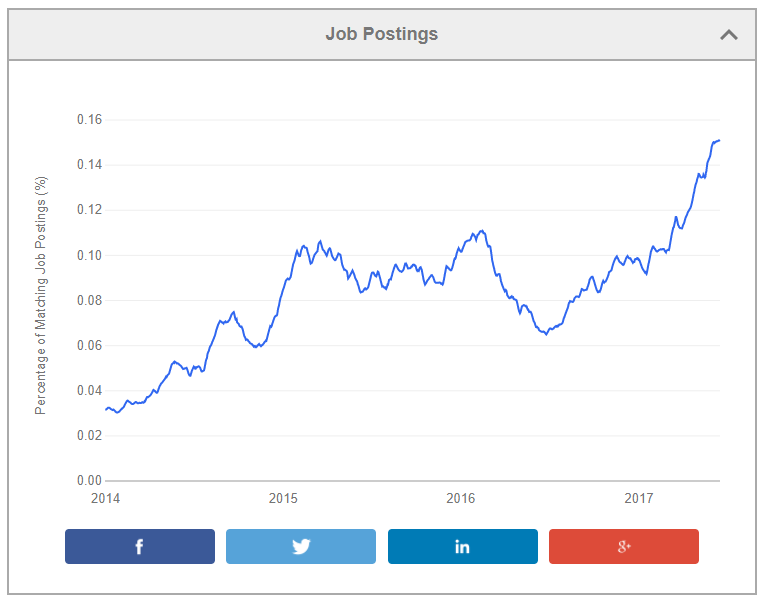 Job Postings
Percentage of Matching Job Postings (%)
0.16
0.14
0.12
0.10
0.08
0.06
0.04
0.02
0.00
2014 2015 2016 2017
f
in
g+